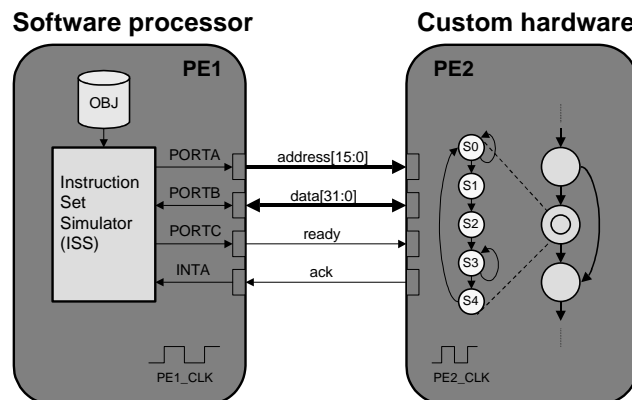 Software processor
Custom hardware
PE1
PE2
OBJ
Instruction
Set
Simulator
(ISS)
PORTA
PORTB
PORTC
INTA
address[15:0]
data[31:0]
ready
ack
S0
S1
S2
S3
S4
PE1_CLK
PE2_CLK